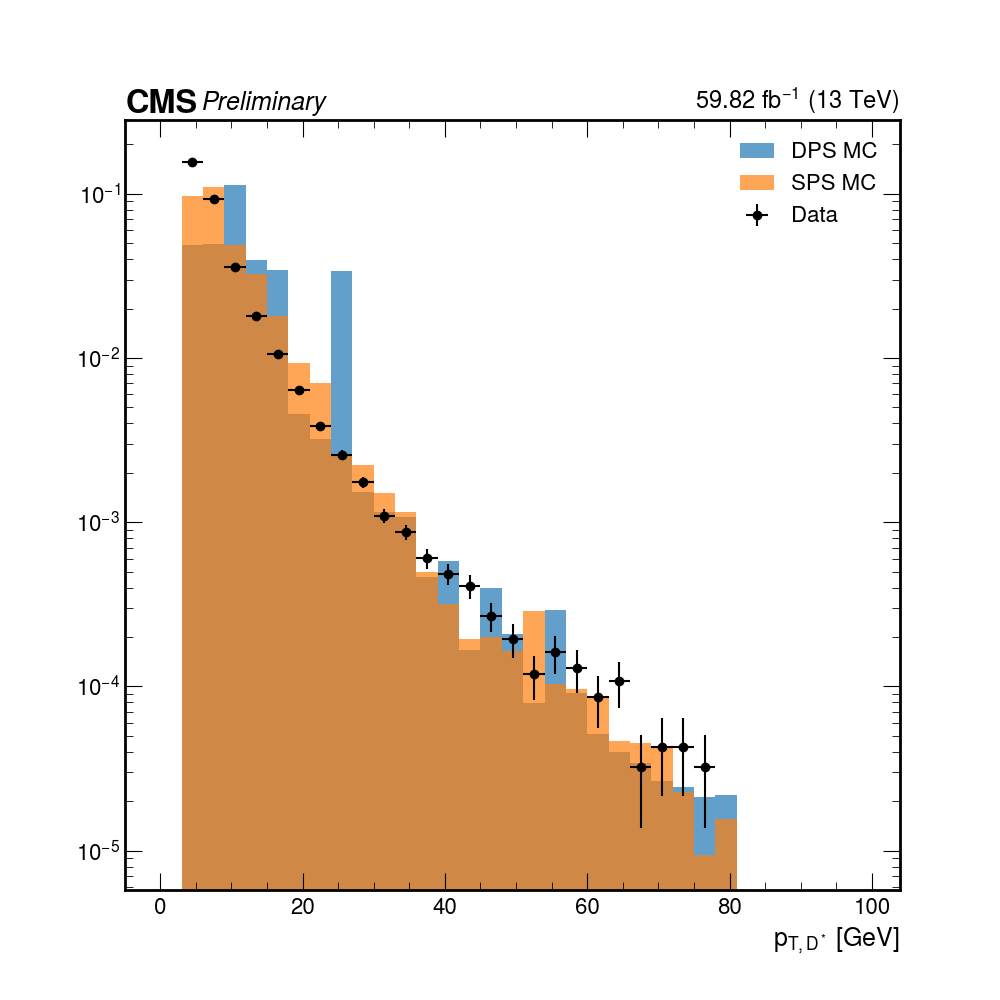 CMS Preliminary 59.82 fb⁻¹ (13 TeV)
DPS MC
SPS MC
Data
10⁻¹
10⁻²
10⁻³
10⁻⁴
10⁻⁵
0 20 40 60 80 100
p_{T, D^*} [GeV]